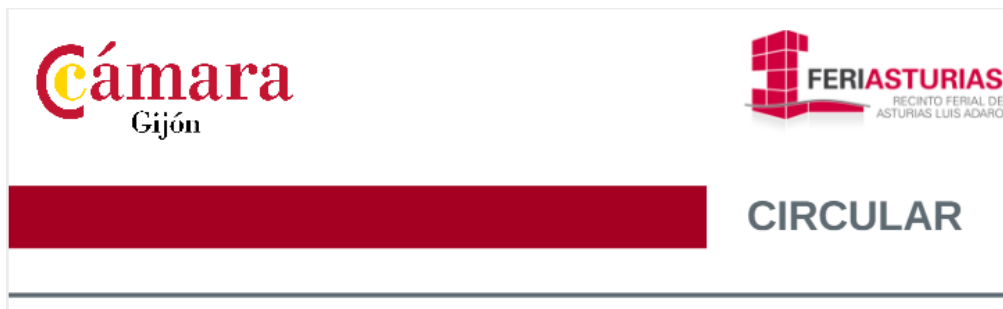 Cámara
Gijón
FERIASTURIAS
RECINTO FERIAL DE
ASTURIAS LUIS ADARO
CIRCULAR